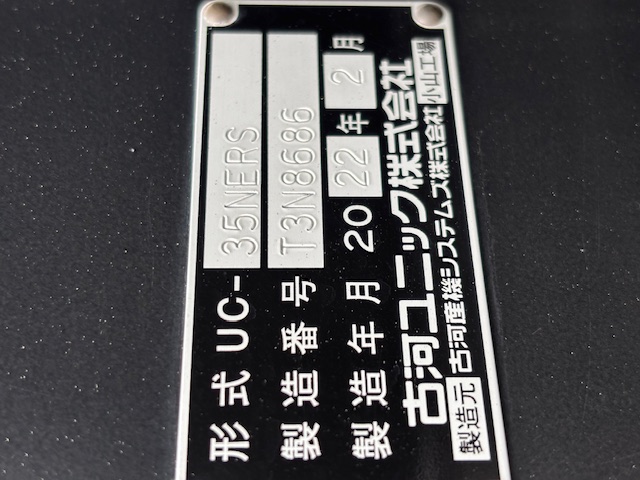 形式 UC- 35NERS
製造番号 T3N8686
製造年月 2022年2月
古河ユニック株式会社
製造元 古河産機システムズ株式会社 小山工場